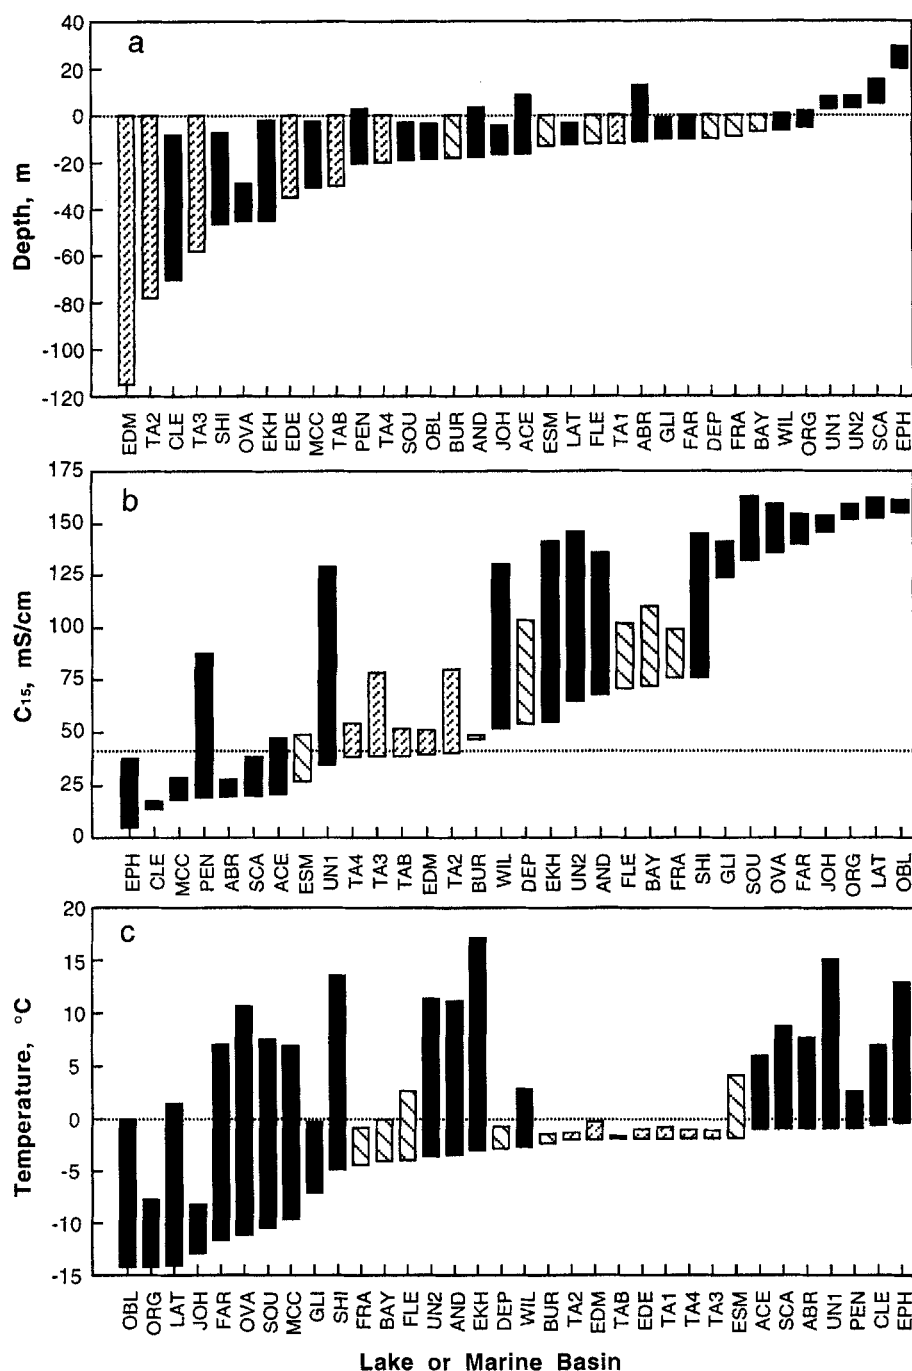 a
Depth, m
40
20
0
-20
-40
-60
-80
-100
-120
EDM TA2 CLE TA3 SHI OVA EKH EDE MCC TAB PEN TA4 SOU OBL BUR AND JOH ACE ESM LAT FLE TA1 ABR GLI FAR DEP FRA BAY WIL ORG UN1 UN2 SCA EPH
b
C₁₅, mS/cm
175
150
125
100
75
50
25
0
EPH CLE MCC PEN ABR SCA ACE ESM UN1 TA4 TA3 TAB EDM TA2 BUR WIL DEP EKH UN2 AND FLE BAY FRA SHI GLI SOU OVA FAR JOH ORG LAT OBL
c
Temperature, °C
20
15
10
5
0
-5
-10
-15
OBL ORG LAT JOH FAR OVA SOU MCC GLI SHI FRA BAY FLE UN2 AND EKH DEP WIL BUR TA2 EDM TAB EDE TA1 TA4 TA3 ESM ACE SCA ABR UN1 PEN CLE EPH
Lake or Marine Basin